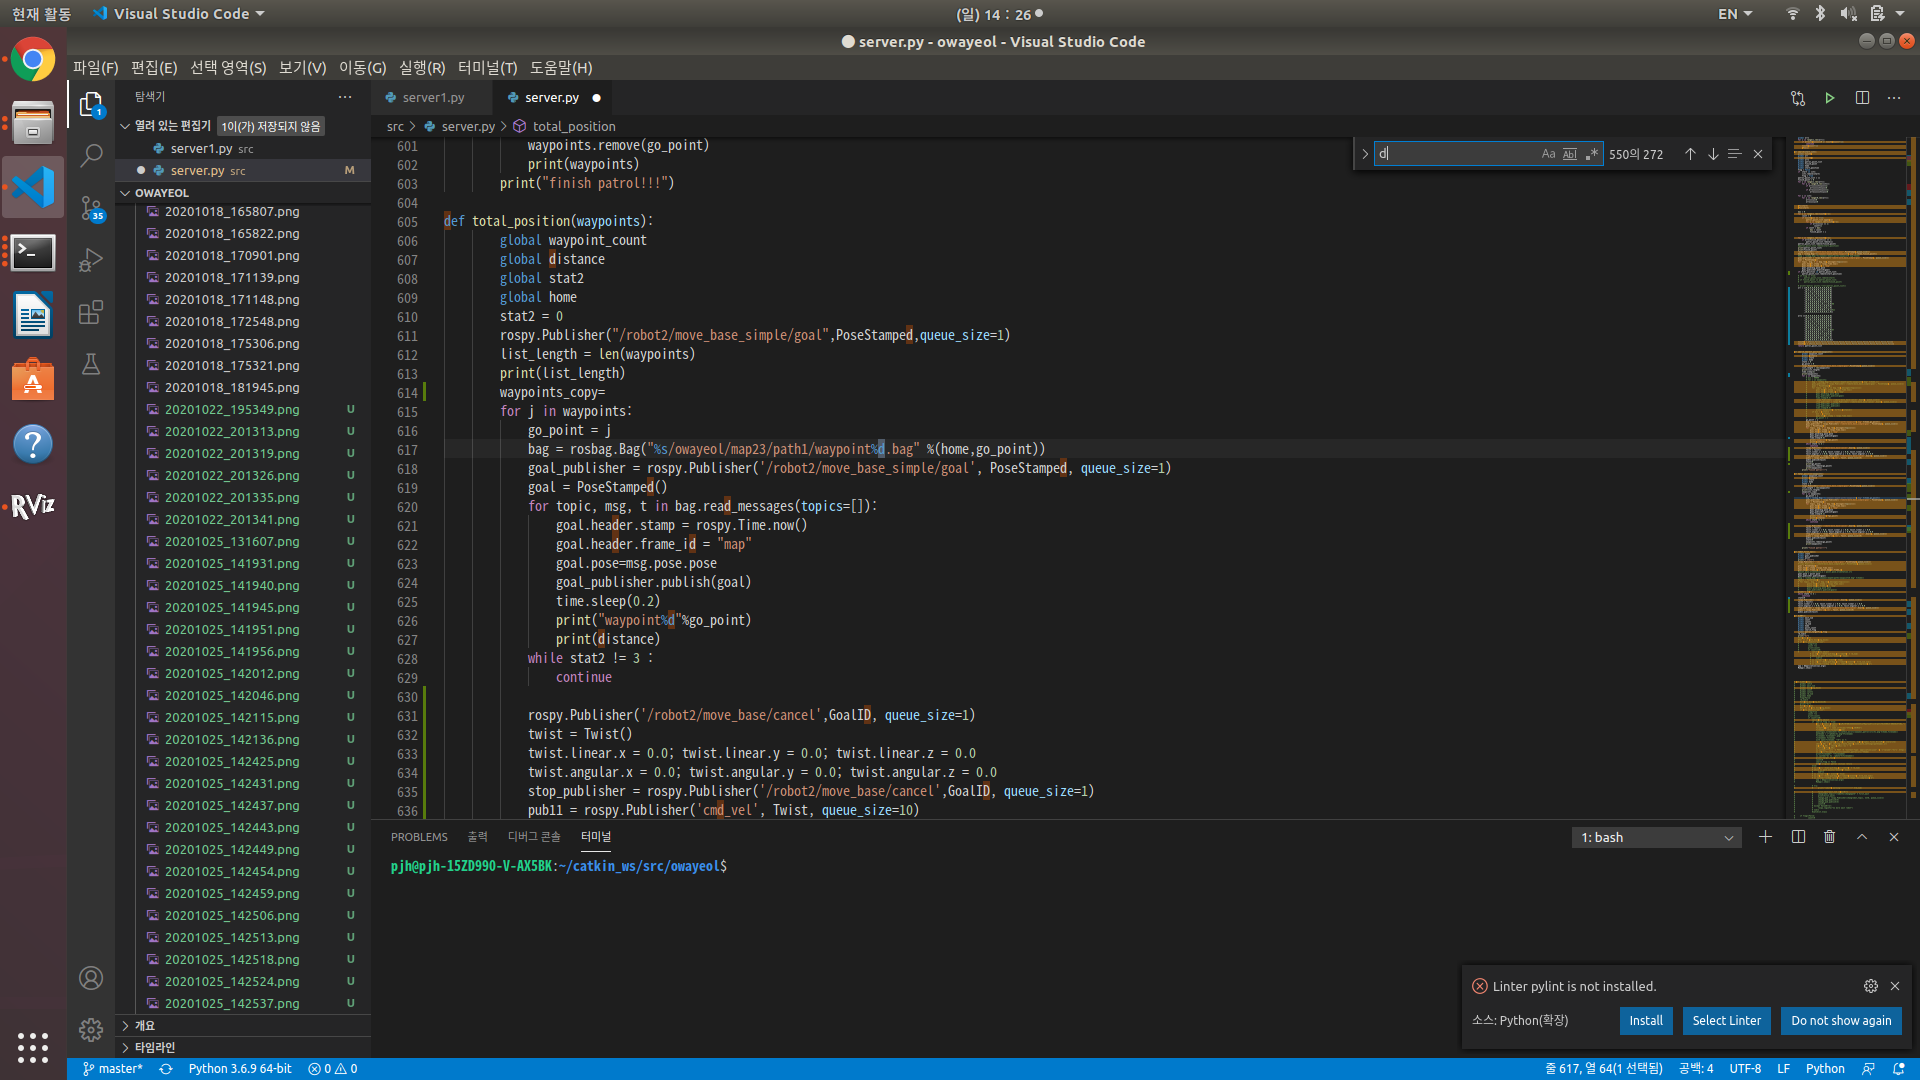 현재 활동
Visual Studio Code
(일) 14 : 26
EN
server.py - owayeol - Visual Studio Code
파일(F) 편집(E) 선택 영역(S) 보기(V) 이동(G) 실행(R) 터미널(T) 도움말(H)
1
35
RViz
탐색기
열려 있는 편집기 1이(가) 저장되지 않음
server1.py src
server.py src M
OWAYEOL
20201018_165807.png
20201018_165822.png
20201018_170901.png
20201018_171139.png
20201018_171148.png
20201018_172548.png
20201018_175306.png
20201018_175321.png
20201018_181945.png
20201022_195349.png U
20201022_201313.png U
20201022_201319.png U
20201022_201326.png U
20201022_201335.png U
20201022_201341.png U
20201025_131607.png U
20201025_141931.png U
20201025_141940.png U
20201025_141945.png U
20201025_141951.png U
20201025_141956.png U
20201025_142012.png U
20201025_142046.png U
20201025_142115.png U
20201025_142136.png U
20201025_142425.png U
20201025_142431.png U
20201025_142437.png U
20201025_142443.png U
20201025_142449.png U
20201025_142454.png U
20201025_142459.png U
20201025_142506.png U
20201025_142513.png U
20201025_142518.png U
20201025_142524.png U
20201025_142537.png U
개요
타임라인
server1.py
server.py
src > server.py > total_position
d
Aa Abl .* 550의 272
601 waypoints.remove(go_point)
602 print(waypoints)
603 print("finish patrol!!!")
604
605 def total_position(waypoints):
606 global waypoint_count
607 global distance
608 global stat2
609 global home
610 stat2 = 0
611 rospy.Publisher("/robot2/move_base_simple/goal",PoseStamped,queue_size=1)
612 list_length = len(waypoints)
613 print(list_length)
614 waypoints_copy=
615 for j in waypoints:
616 go_point = j
617 bag = rosbag.Bag("%s/owayeol/map23/path1/waypoint%d.bag" %(home,go_point))
618 goal_publisher = rospy.Publisher('/robot2/move_base_simple/goal', PoseStamped, queue_size=1)
619 goal = PoseStamped()
620 for topic, msg, t in bag.read_messages(topics=[]):
621 goal.header.stamp = rospy.Time.now()
622 goal.header.frame_id = "map"
623 goal.pose=msg.pose.pose
624 goal_publisher.publish(goal)
625 time.sleep(0.2)
626 print("waypoint%d"%go_point)
627 print(distance)
628 while stat2 != 3 :
629 continue
630
631 rospy.Publisher('/robot2/move_base/cancel',GoalID, queue_size=1)
632 twist = Twist()
633 twist.linear.x = 0.0; twist.linear.y = 0.0; twist.linear.z = 0.0
634 twist.angular.x = 0.0; twist.angular.y = 0.0; twist.angular.z = 0.0
635 stop_publisher = rospy.Publisher('/robot2/move_base/cancel',GoalID, queue_size=1)
636 pub11 = rospy.Publisher('cmd_vel', Twist, queue_size=10)
PROBLEMS 출력 디버그 콘솔 터미널
1: bash
pjh@pjh-15ZD990-V-AX5BK:~/catkin_ws/src/owayeol$
Linter pylint is not installed.
소스: Python(확장)
Install
Select Linter
Do not show again
master*
Python 3.6.9 64-bit
0 0
줄 617, 열 64(1 선택됨)
공백: 4
UTF-8
LF
Python